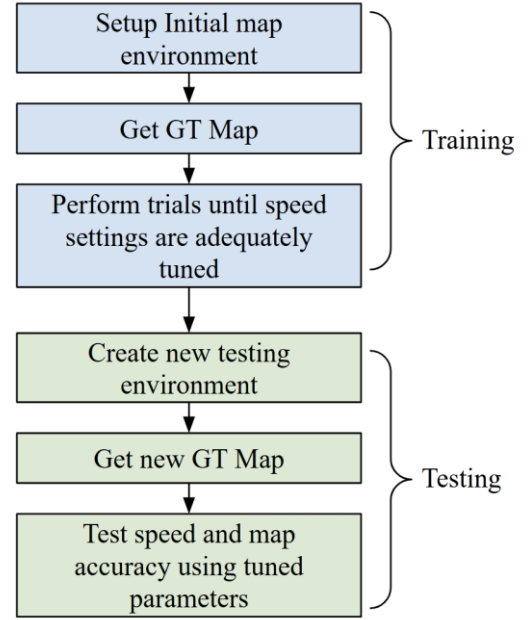 Setup Initial map
environment
Get GT Map
Training
Perform trials until speed
settings are adequately
tuned
Create new testing
environment
Get new GT Map
Testing
Test speed and map
accuracy using tuned
parameters